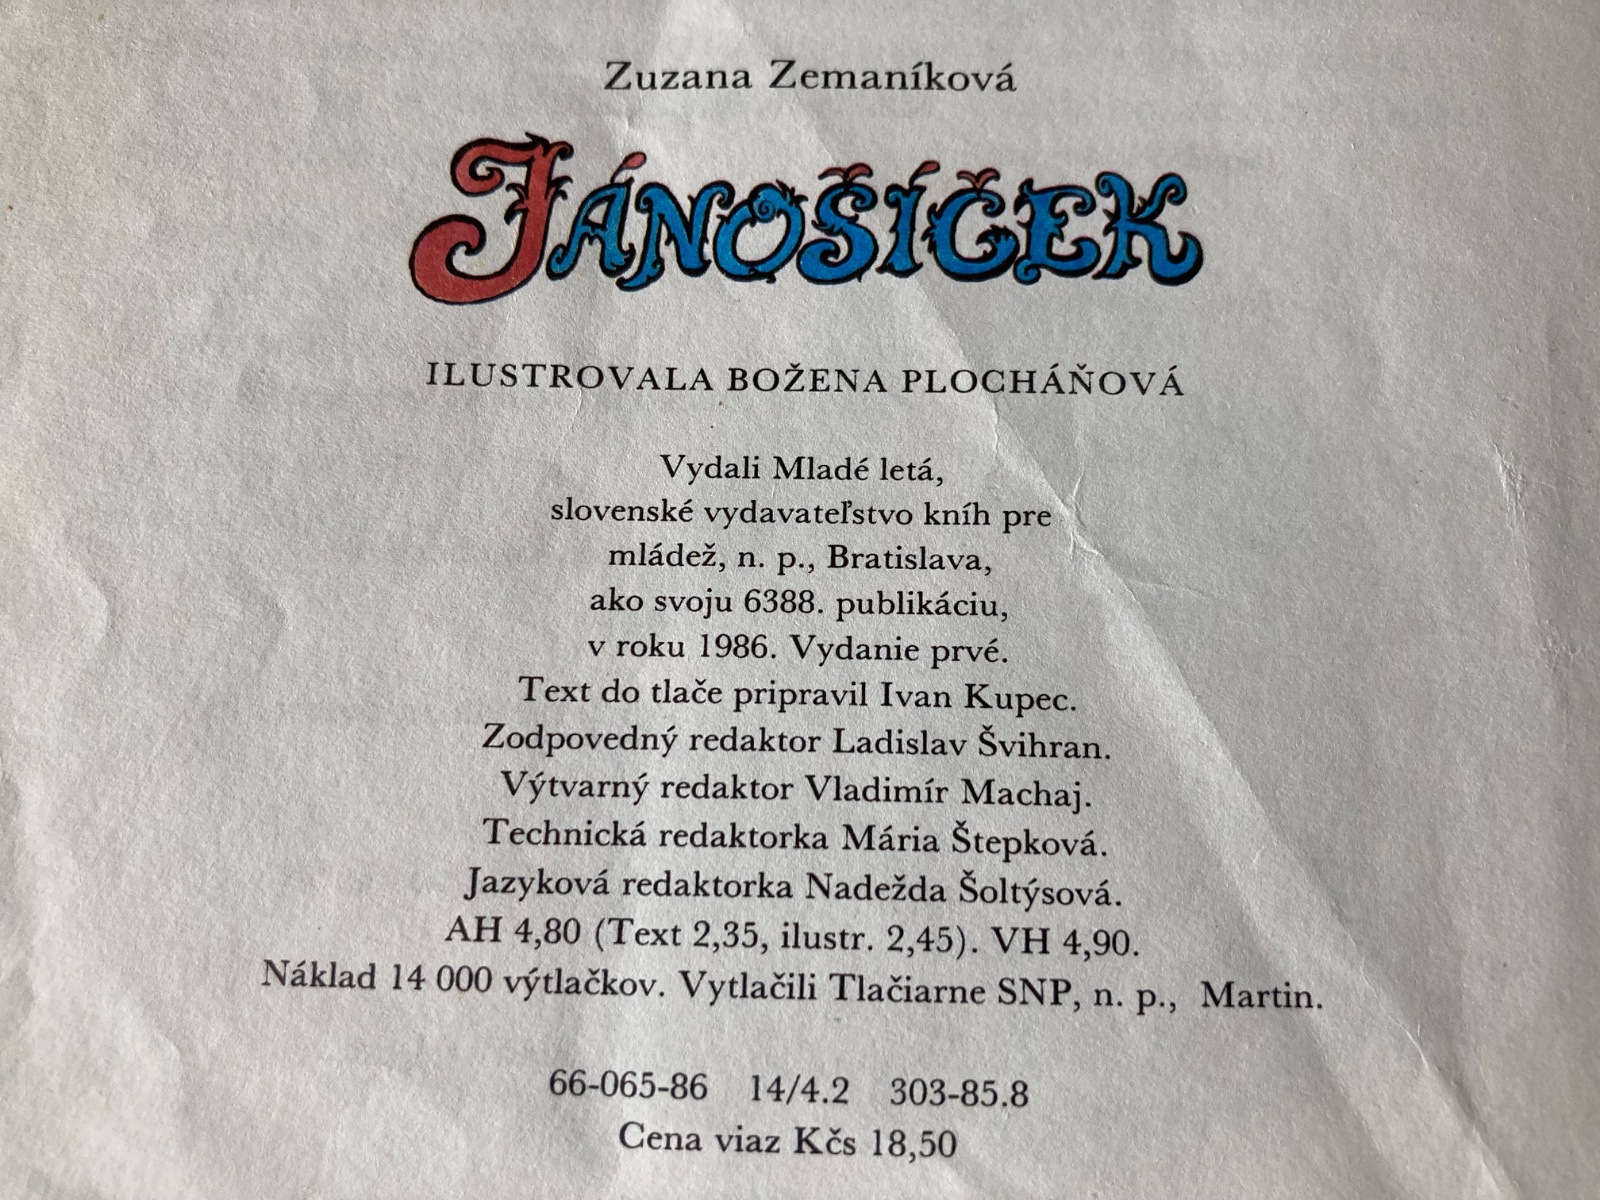 Zuzana Zemaníková
JÁNOŠÍČEK
ILUSTROVALA BOŽENA PLOCHÁŇOVÁ
Vydali Mladé letá,
slovenské vydavateľstvo kníh pre
mládež, n. p., Bratislava,
ako svoju 6388. publikáciu,
v roku 1986. Vydanie prvé.
Text do tlače pripravil Ivan Kupec.
Zodpovedný redaktor Ladislav Švihran.
Výtvarný redaktor Vladimír Machaj.
Technická redaktorka Mária Štepková.
Jazyková redaktorka Nadežda Šoltýsová.
AH 4,80 (Text 2,35, ilustr. 2,45). VH 4,90.
Náklad 14 000 výtlačkov. Vytlačili Tlačiarne SNP, n. p., Martin.
66-065-86 14/4.2 303-85.8
Cena viaz Kčs 18,50